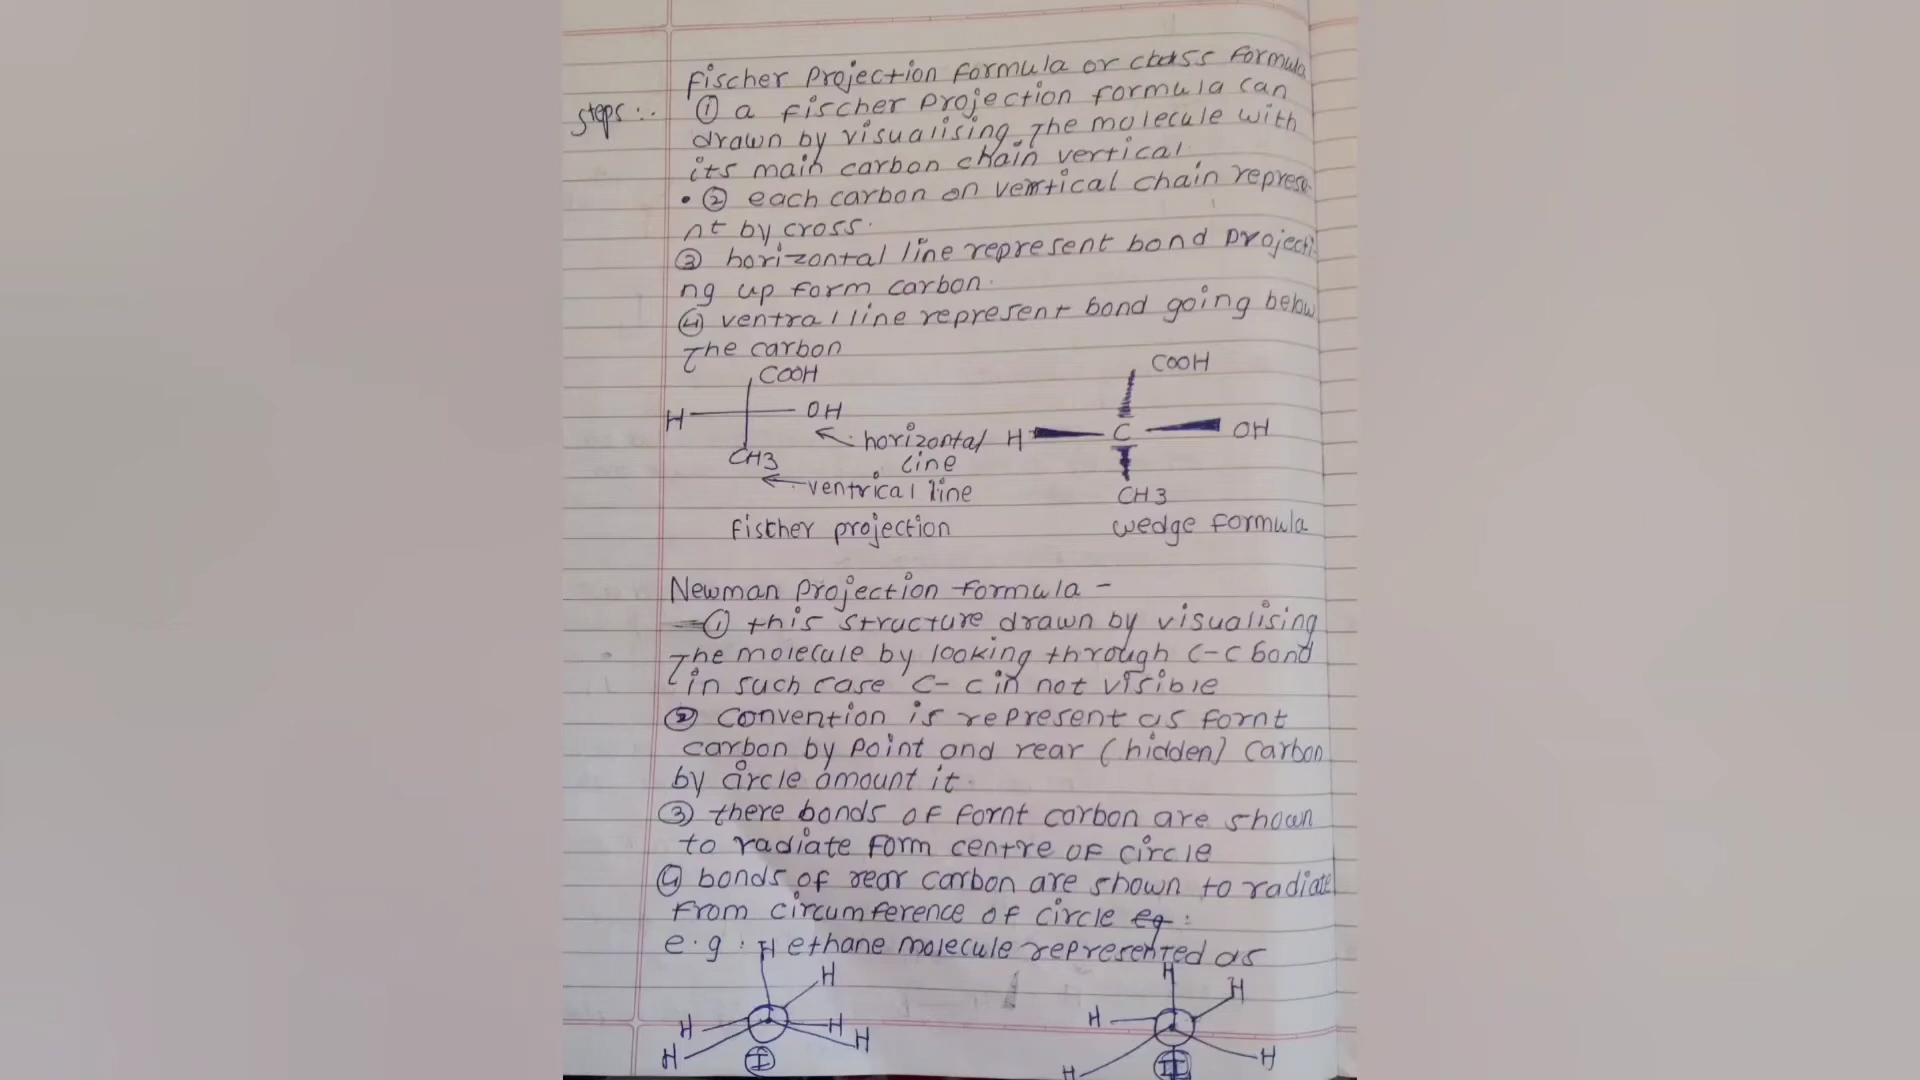 Fischer Projection formula or cross formula
steps :- ① a fischer projection formula can
drawn by visualising The molecule with
its main carbon chain vertical
• ② each carbon on vertical chain represe-
nt by cross.
③ horizontal line represent bond projecti
ng up form carbon.
④ ventral line represent bond going below
The carbon
COOH
H OH
CH3
← horizontal
line
← ventrical line
Fischer projection
COOH
H C OH
CH3
wedge formula
Newman projection formula -
① this structure drawn by visualising
The molecule by looking through C-C bond
in such case C-C in not visible
② convention is represent as fornt
carbon by point and rear (hidden) carbon
by circle amount it.
③ there bonds of fornt carbon are shown
to radiate form centre of circle
④ bonds of rear carbon are shown to radiate
from circumference of circle eg :
e.g : ethane molecule represented as
H
H
H H
H H
I
H
H
H
H H
II